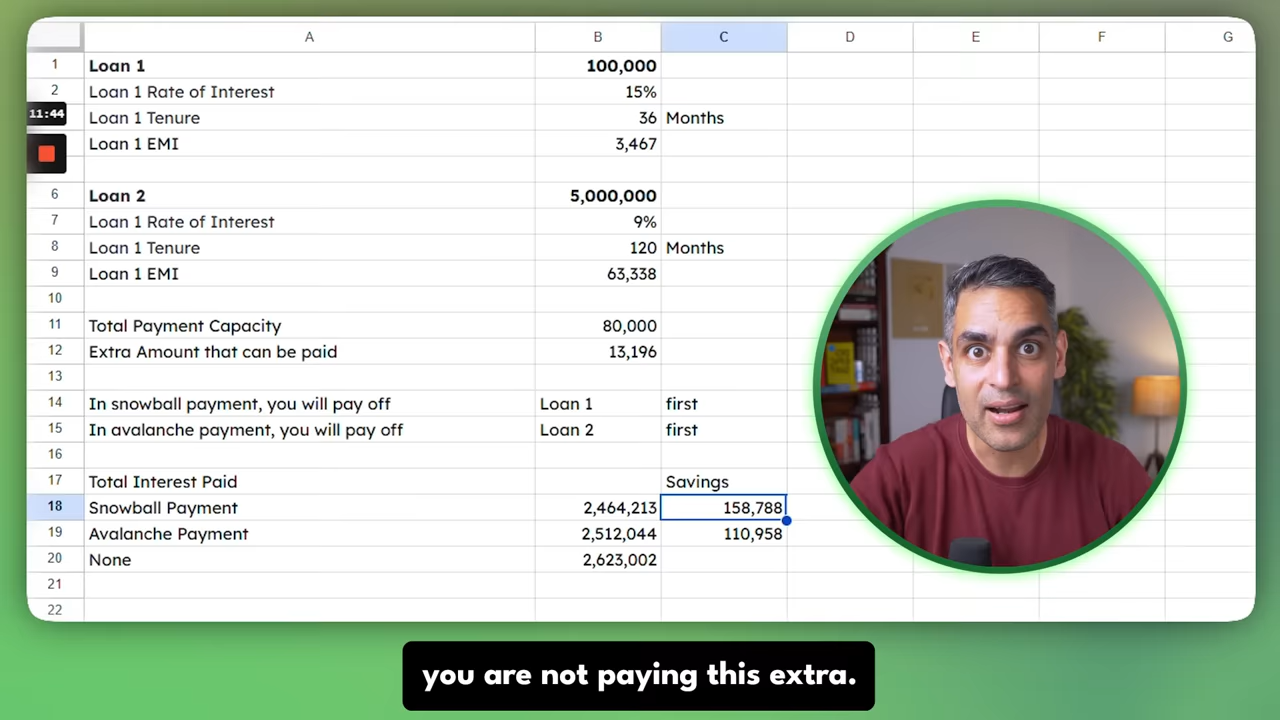 A B C D E F G
1 Loan 1 100,000
2 Loan 1 Rate of Interest 15%
11:44
Loan 1 Tenure 36 Months
Loan 1 EMI 3,467
6 Loan 2 5,000,000
7 Loan 1 Rate of Interest 9%
8 Loan 1 Tenure 120 Months
9 Loan 1 EMI 63,338
10
11 Total Payment Capacity 80,000
12 Extra Amount that can be paid 13,196
13
14 In snowball payment, you will pay off Loan 1 first
15 In avalanche payment, you will pay off Loan 2 first
16
17 Total Interest Paid Savings
18 Snowball Payment 2,464,213 158,788
19 Avalanche Payment 2,512,044 110,958
20 None 2,623,002
21
22
you are not paying this extra.